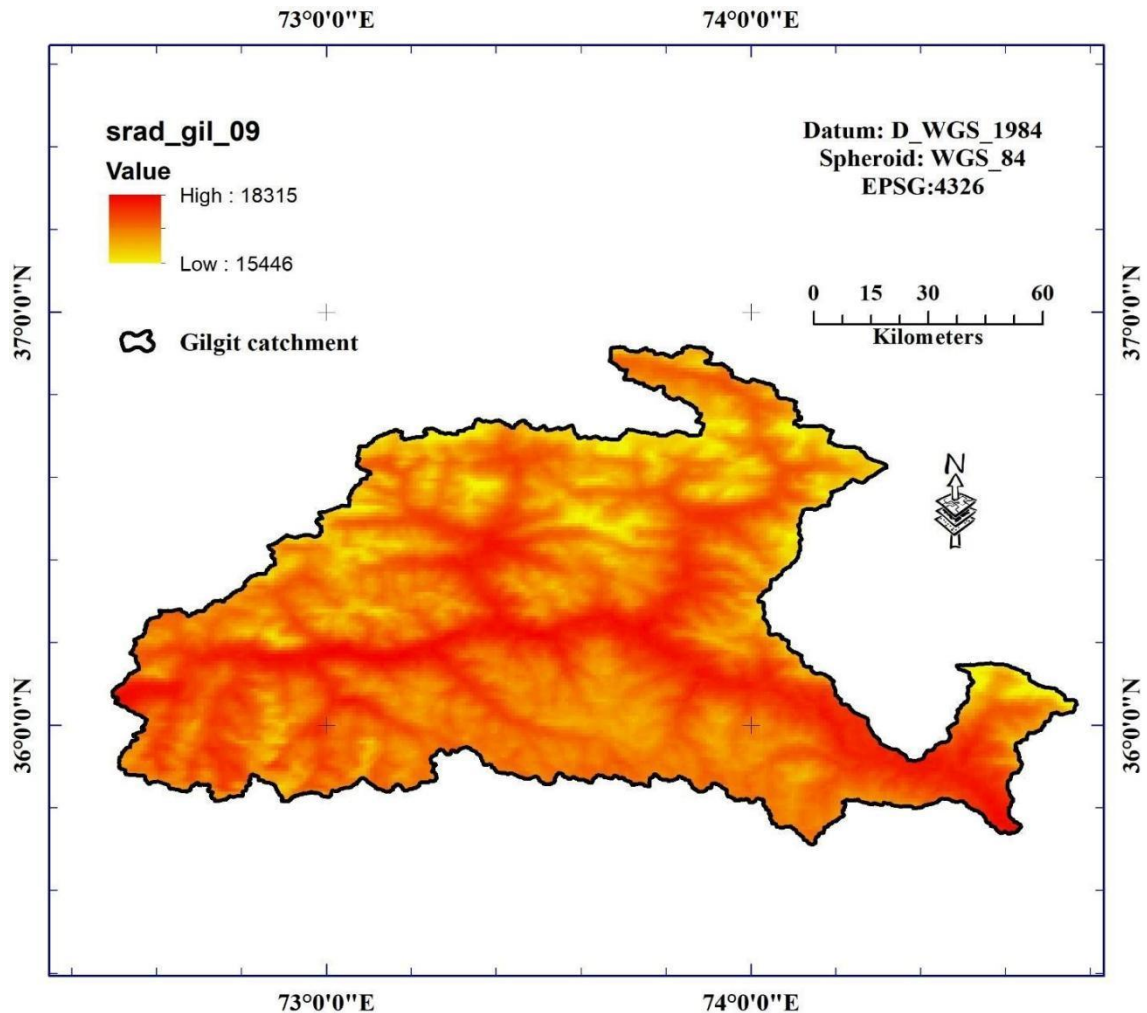 73°0'0"E 74°0'0"E
srad_gil_09
Value
High : 18315
Low : 15446
Gilgit catchment
Datum: D_WGS_1984
Spheroid: WGS_84
EPSG:4326
0 15 30 60
Kilometers
N
37°0'0"N 37°0'0"N
36°0'0"N 36°0'0"N
73°0'0"E 74°0'0"E